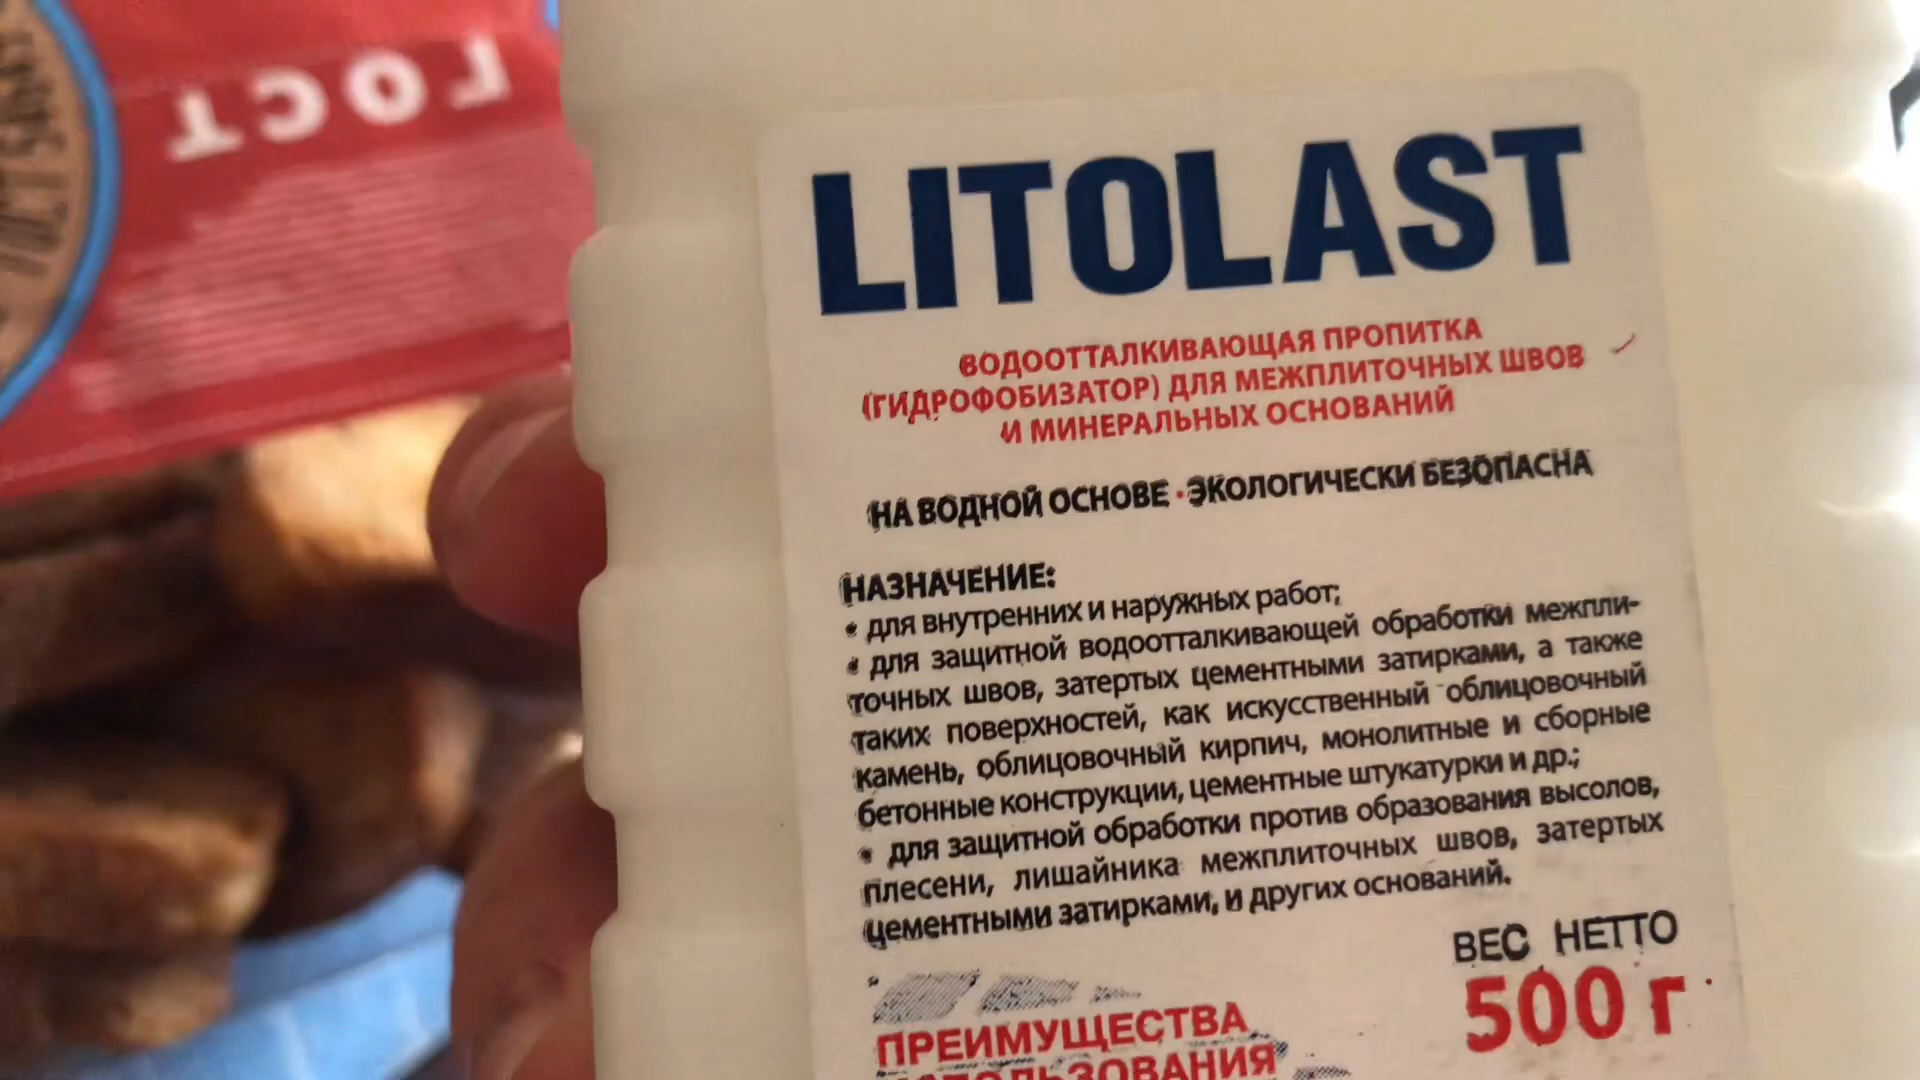 ГОСТ
LITOLAST
ВОДООТТАЛКИВАЮЩАЯ ПРОПИТКА
(ГИДРОФОБИЗАТОР) ДЛЯ МЕЖПЛИТОЧНЫХ ШВОВ
И МИНЕРАЛЬНЫХ ОСНОВАНИЙ
НА ВОДНОЙ ОСНОВЕ · ЭКОЛОГИЧЕСКИ БЕЗОПАСНА
НАЗНАЧЕНИЕ:
• для внутренних и наружных работ;
• для защитной водоотталкивающей обработки межпли-
точных швов, затертых цементными затирками, а также
таких поверхностей, как искусственный облицовочный
камень, облицовочный кирпич, монолитные и сборные
бетонные конструкции, цементные штукатурки и др.;
• для защитной обработки против образования высолов,
плесени, лишайника межплиточных швов, затертых
цементными затирками, и других оснований.
ВЕС НЕТТО
500 г
ПРЕИМУЩЕСТВА
ИСПОЛЬЗОВАНИЯ